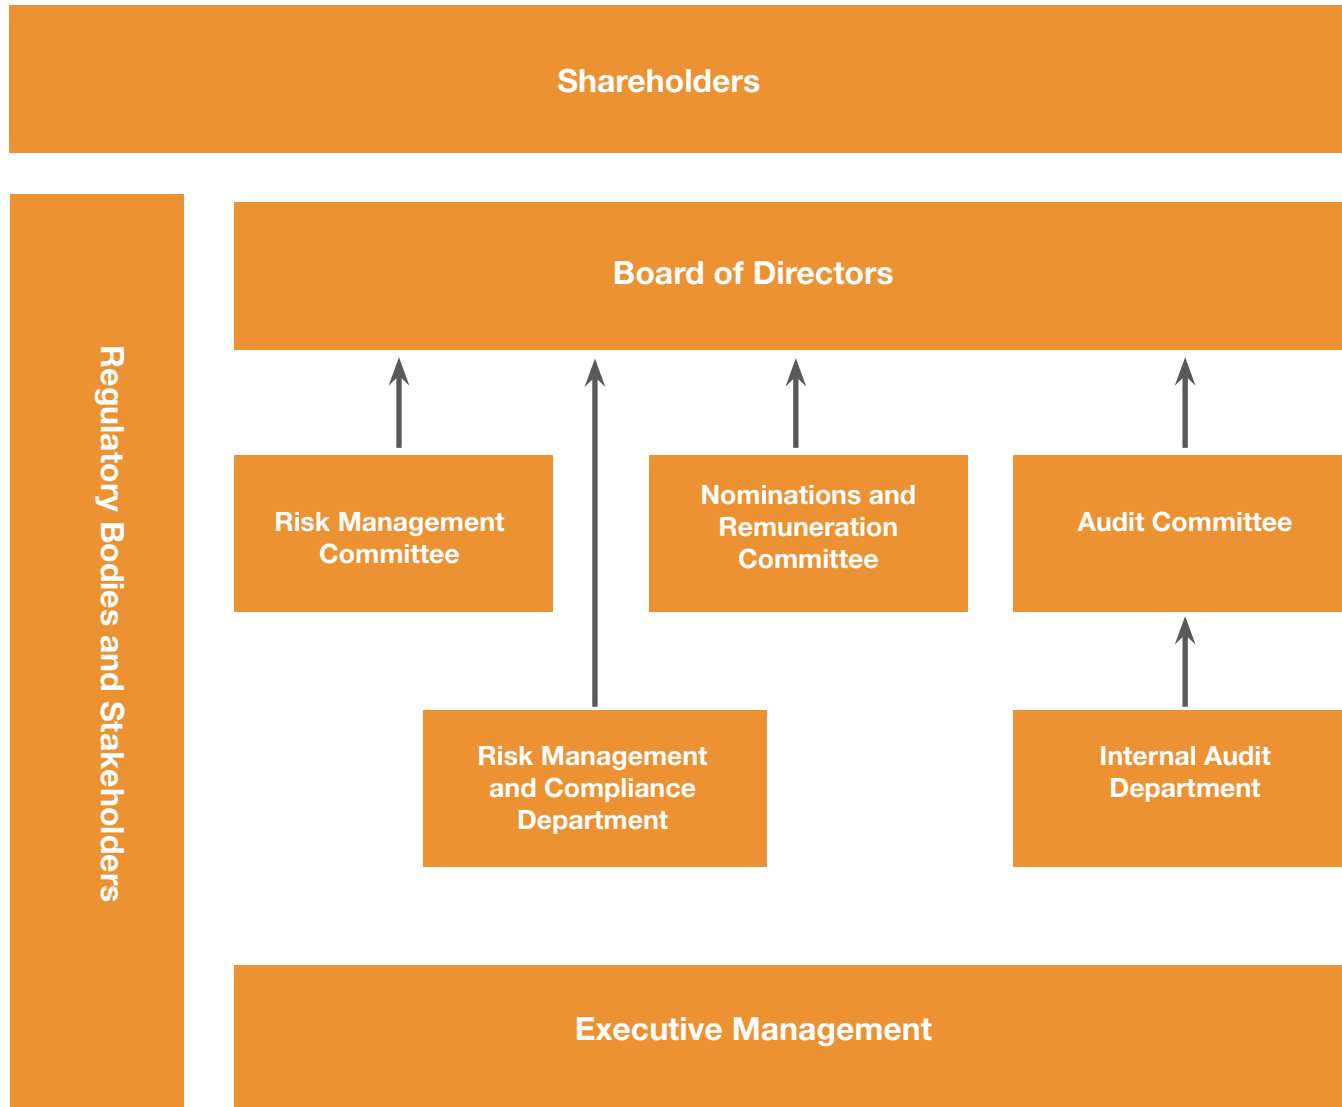 Shareholders
Board of Directors
Regulatory Bodies and Stakeholders
Risk Management
Committee
Nominations and
Remuneration
Committee
Audit Committee
Risk Management
and Compliance
Department
Internal Audit
Department
Executive Management